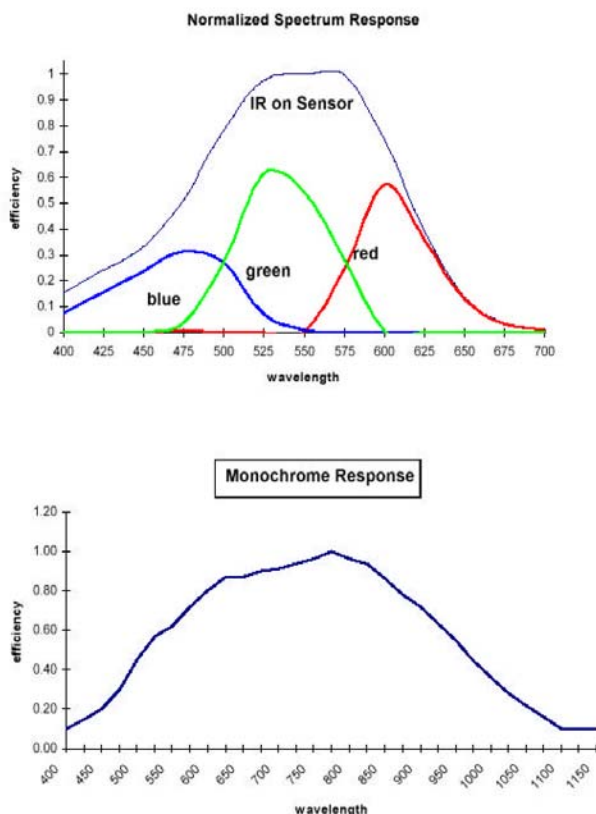 Normalized Spectrum Response
1
0.9
0.8
0.7
0.6
0.5
0.4
0.3
0.2
0.1
0
efficiency
IR on Sensor
blue
green
red
400 425 450 475 500 525 550 575 600 625 650 675 700
wavelength
Monochrome Response
1.20
1.00
0.80
0.60
0.40
0.20
0.00
efficiency
400 450 500 550 600 650 700 750 800 850 900 950 1000 1050 1100 1150
wavelength